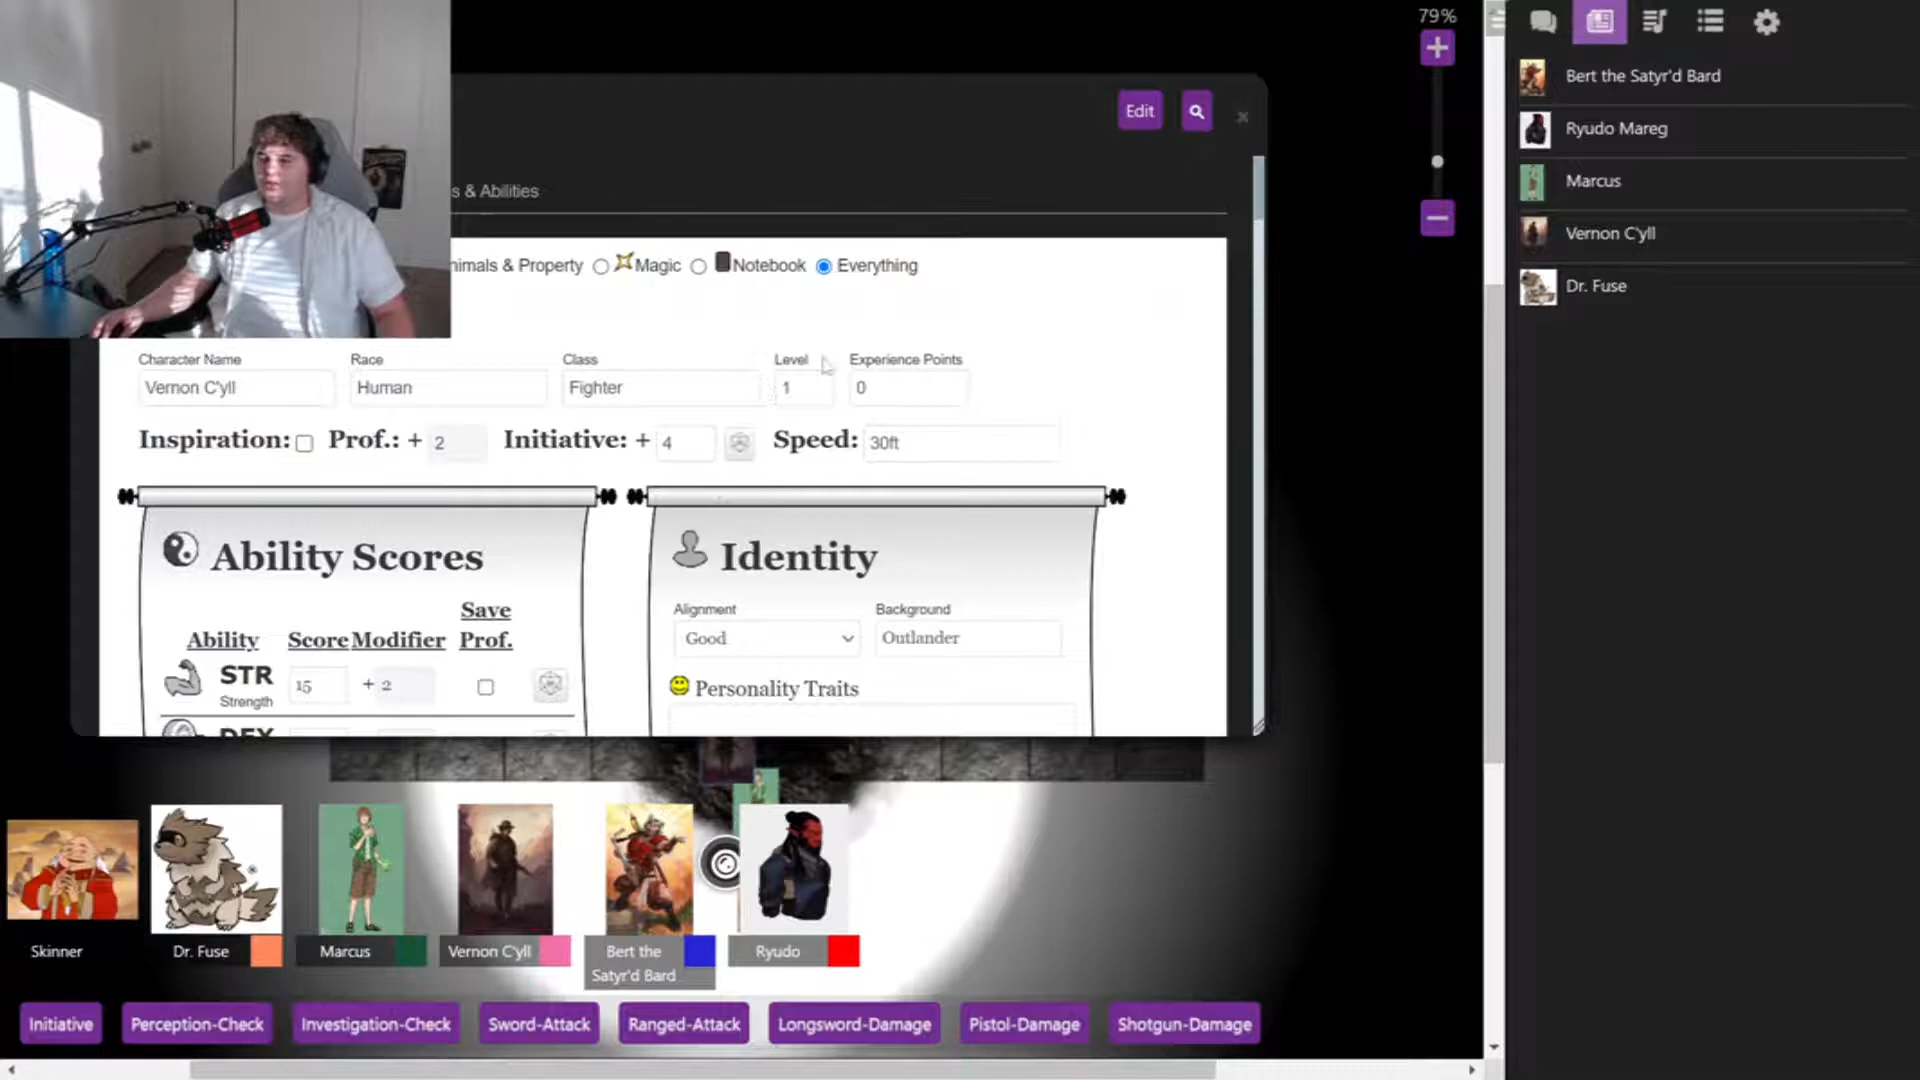 79%
Edit
s & Abilities
nimals & Property Magic Notebook Everything
Character Name Race Class Level Experience Points
Vernon C'yll Human Fighter 1 0
Inspiration: Prof.: + 2 Initiative: + 4 Speed: 30ft
Ability Scores
Save
Ability Score Modifier Prof.
STR 15 + 2
Strength
DEX
Identity
Alignment Background
Good Outlander
Personality Traits
Skinner
Dr. Fuse
Marcus
Vernon C'yll
Bert the
Satyr'd Bard
Ryudo
Initiative Perception-Check Investigation-Check Sword-Attack Ranged-Attack Longsword-Damage Pistol-Damage Shotgun-Damage
Bert the Satyr'd Bard
Ryudo Mareg
Marcus
Vernon C'yll
Dr. Fuse